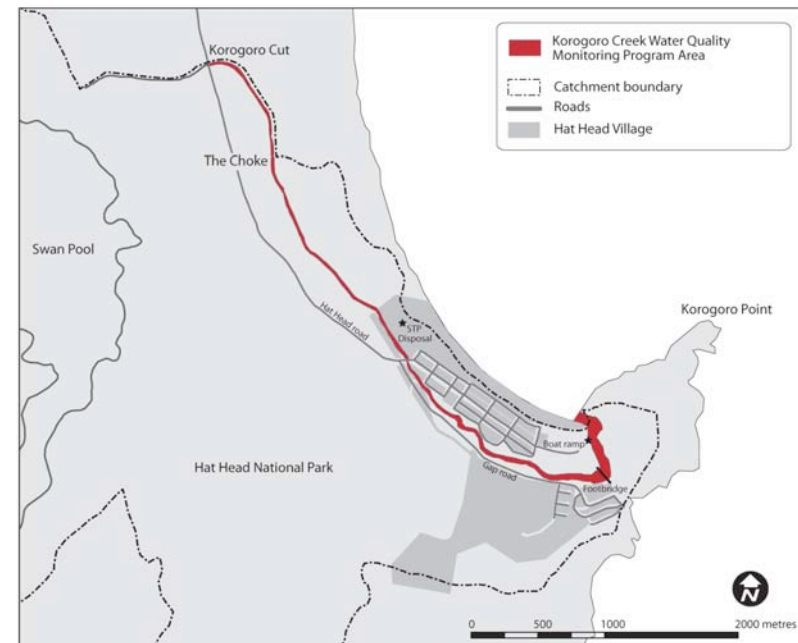 Korogoro Cut
Korogoro Creek Water Quality
Monitoring Program Area
Catchment boundary
Roads
Hat Head Village
The Choke
Swan Pool
Korogoro Point
Hat Head road
STP
Disposal
Boat ramp
Hat Head National Park
Gap road
Footbridge
N
0 500 1000 2000 metres